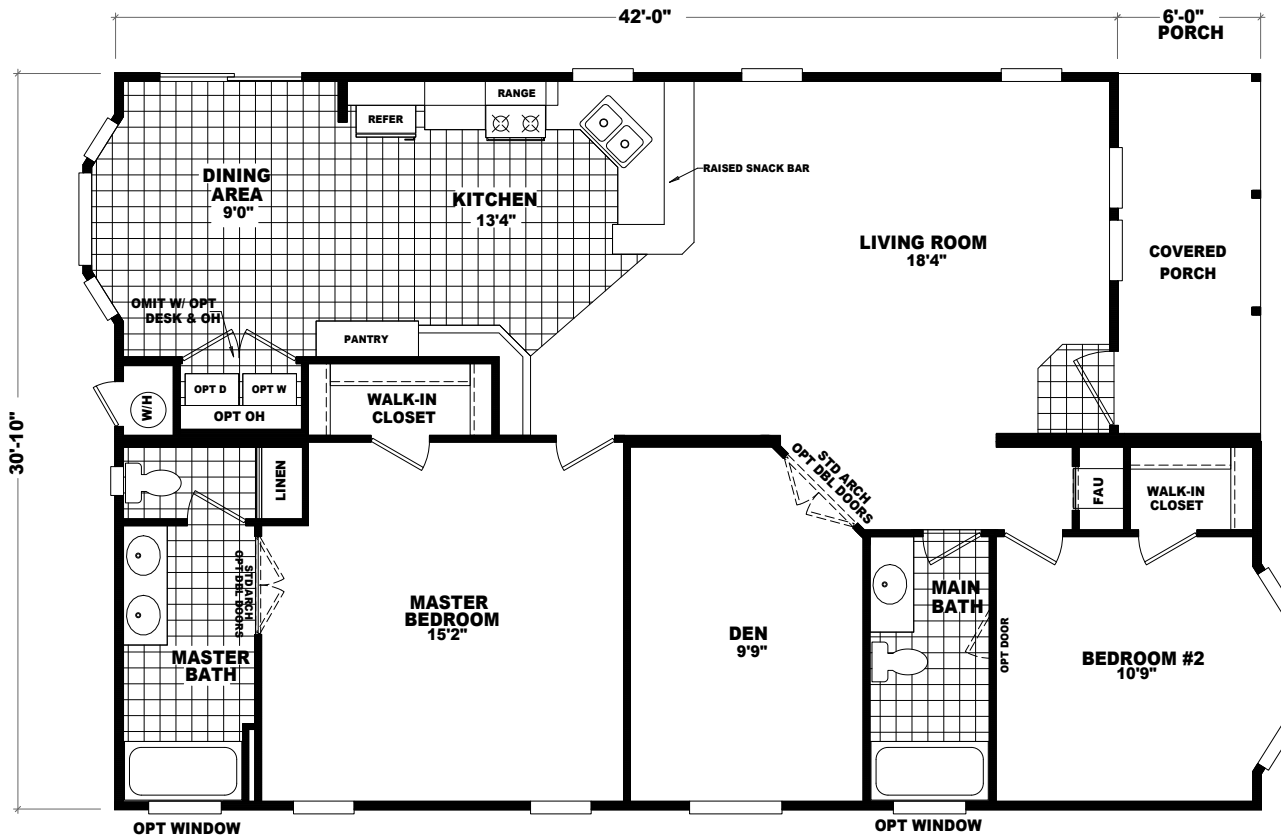 42'-0"
6'-0"
PORCH
30'-10"
RANGE
REFER
RAISED SNACK BAR
DINING
AREA
9'0"
KITCHEN
13'4"
LIVING ROOM
18'4"
COVERED
PORCH
OMIT W/ OPT
DESK & OH
PANTRY
W/H
OPT D
OPT W
OPT OH
WALK-IN
CLOSET
LINEN
STD ARCH
OPT DBL DOORS
FAU
WALK-IN
CLOSET
STD ARCH
OPT DBL DOORS
MASTER
BATH
MASTER
BEDROOM
15'2"
DEN
9'9"
MAIN
BATH
OPT DOOR
BEDROOM #2
10'9"
OPT WINDOW
OPT WINDOW